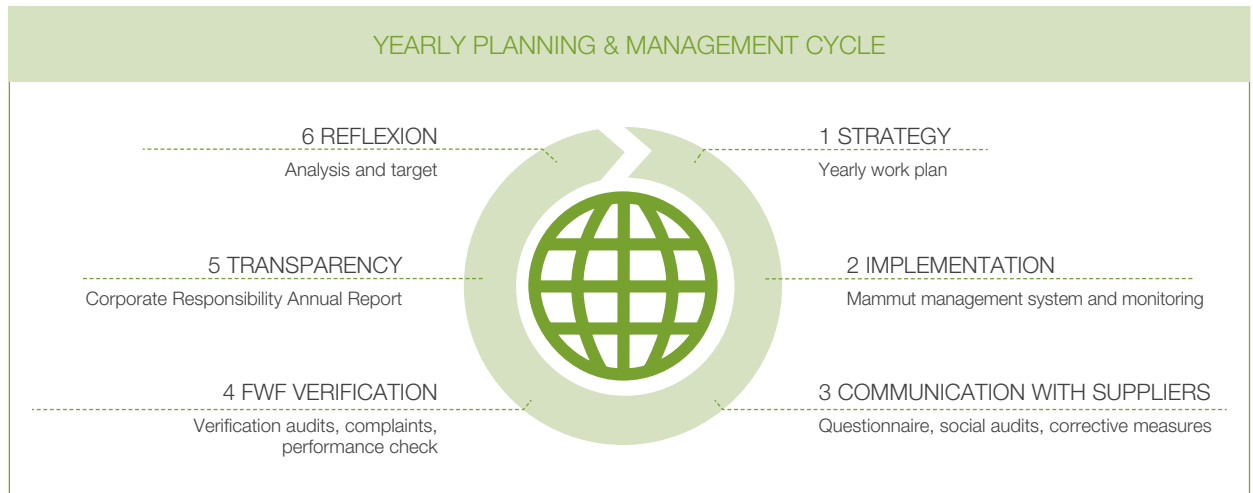 YEARLY PLANNING & MANAGEMENT CYCLE
1 STRATEGY
Yearly work plan
2 IMPLEMENTATION
Mammut management system and monitoring
3 COMMUNICATION WITH SUPPLIERS
Questionnaire, social audits, corrective measures
4 FWF VERIFICATION
Verification audits, complaints,
performance check
5 TRANSPARENCY
Corporate Responsibility Annual Report
6 REFLEXION
Analysis and target